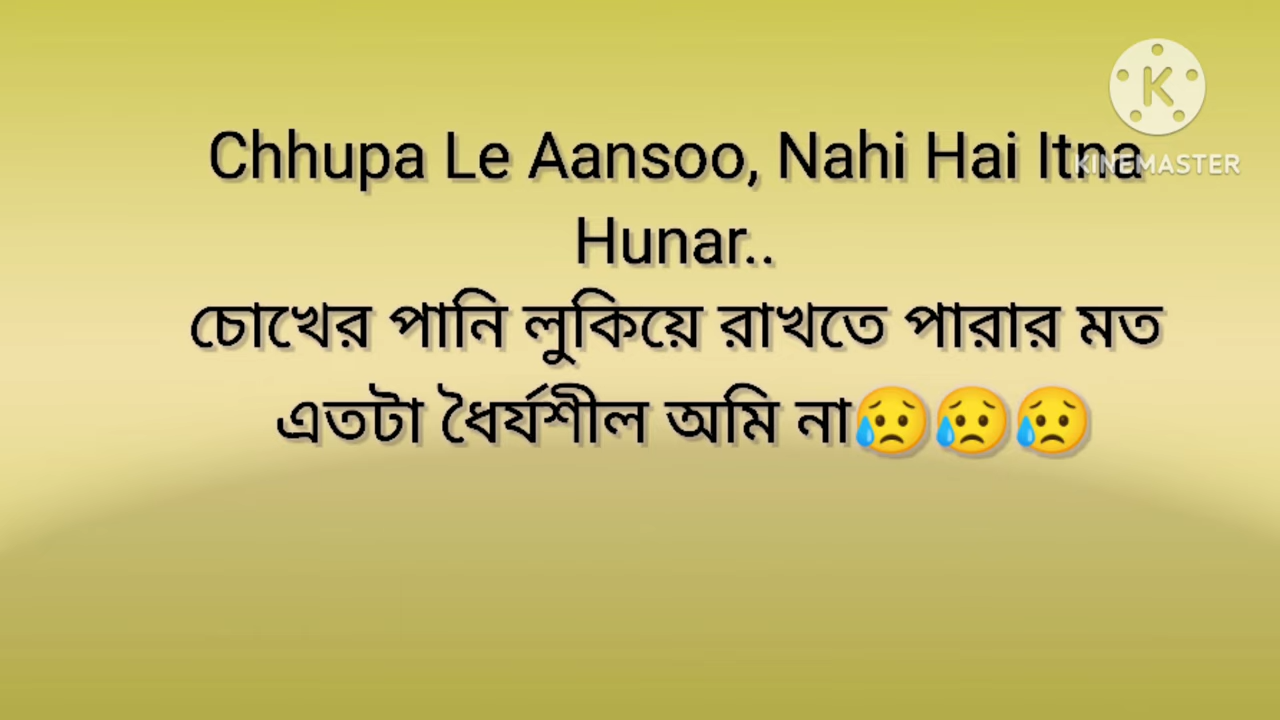 Chhupa Le Aansoo, Nahi Hai Itna
Hunar..
চোখের পানি লুকিয়ে রাখতে পারার মত
এতটা ধৈর্যশীল অমি না😥😥😥
KINEMASTER